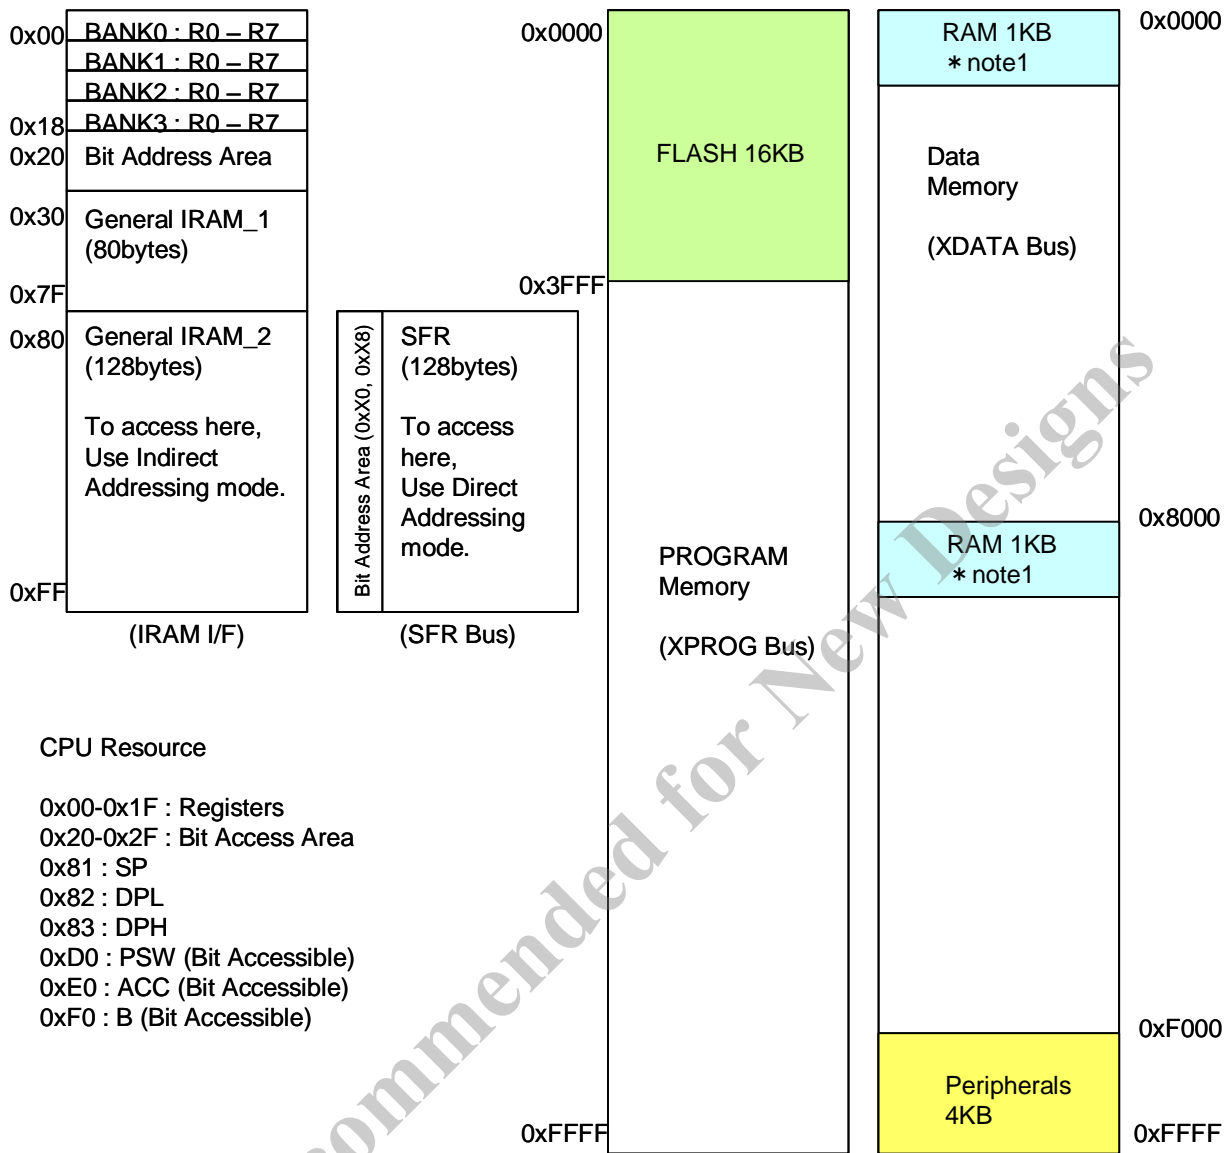 0x00
BANK0 : R0 – R7
BANK1 : R0 – R7
BANK2 : R0 – R7
0x18
BANK3 : R0 – R7
0x20
Bit Address Area
0x30
General IRAM_1
(80bytes)
0x7F
0x80
General IRAM_2
(128bytes)
To access here,
Use Indirect
Addressing mode.
0xFF
(IRAM I/F)
Bit Address Area (0xX0, 0xX8)
SFR
(128bytes)
To access
here,
Use Direct
Addressing
mode.
(SFR Bus)
CPU Resource
0x00-0x1F : Registers
0x20-0x2F : Bit Access Area
0x81 : SP
0x82 : DPL
0x83 : DPH
0xD0 : PSW (Bit Accessible)
0xE0 : ACC (Bit Accessible)
0xF0 : B (Bit Accessible)
0x0000
FLASH 16KB
0x3FFF
PROGRAM
Memory
(XPROG Bus)
0xFFFF
0x0000
RAM 1KB
*note1
Data
Memory
(XDATA Bus)
0x8000
RAM 1KB
*note1
0xF000
Peripherals
4KB
0xFFFF
commended for New Designs